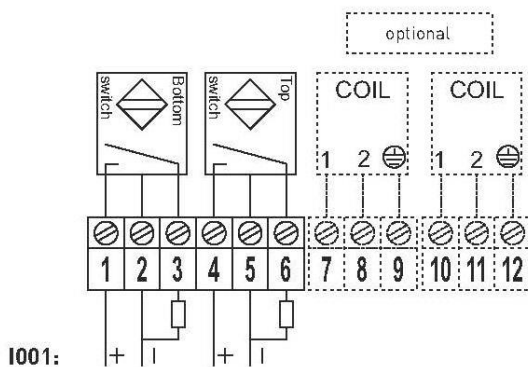 optional
Bottom switch
Top switch
COIL
1 2
COIL
1 2
1 2 3 4 5 6 7 8 9 10 11 12
I001: + – + –